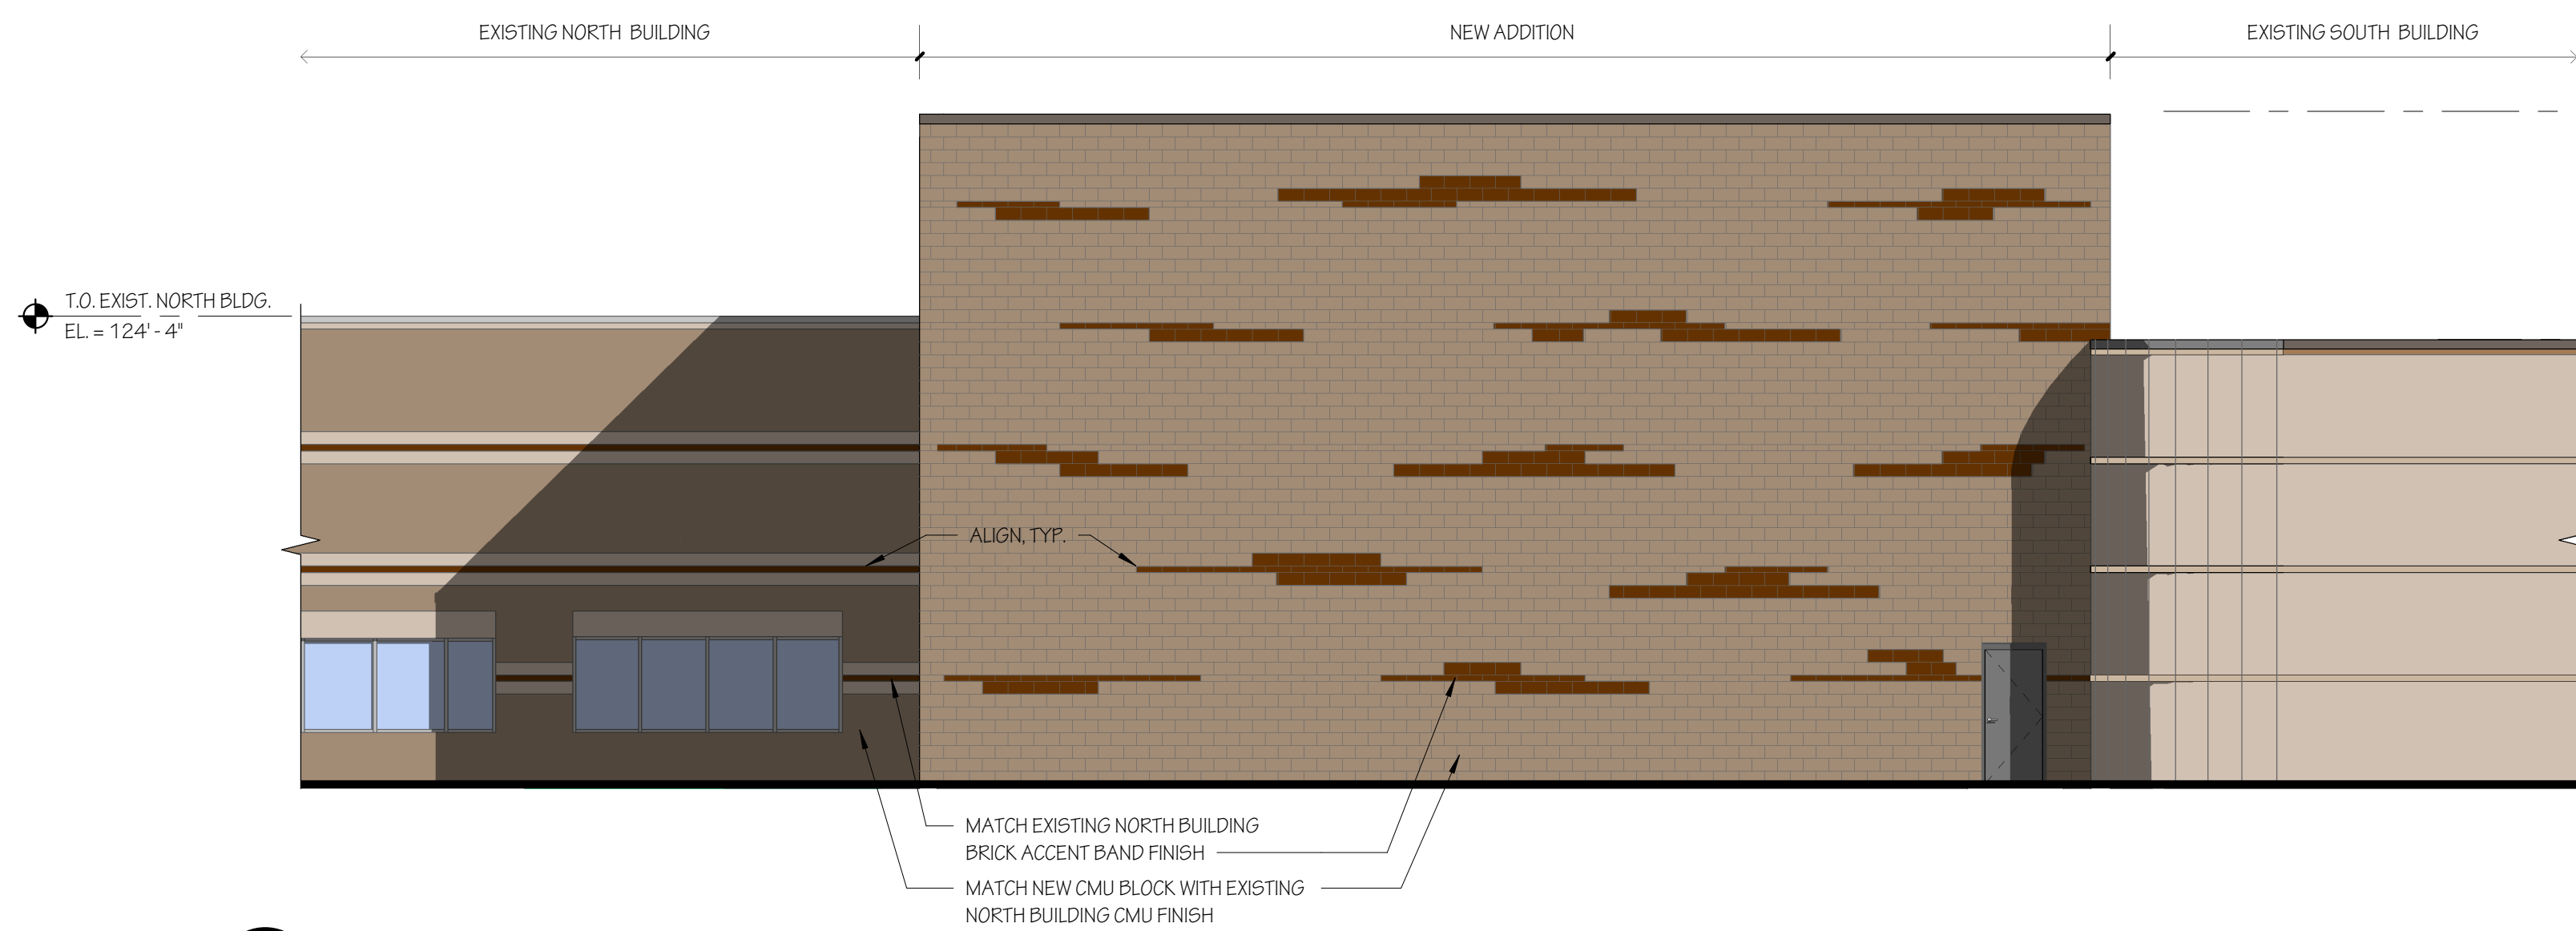 EXISTING NORTH BUILDING
NEW ADDITION
EXISTING SOUTH BUILDING
T.O. EXIST. NORTH BLDG.
EL. = 124' - 4"
ALIGN, TYP.
MATCH EXISTING NORTH BUILDING
BRICK ACCENT BAND FINISH
MATCH NEW CMU BLOCK WITH EXISTING
NORTH BUILDING CMU FINISH